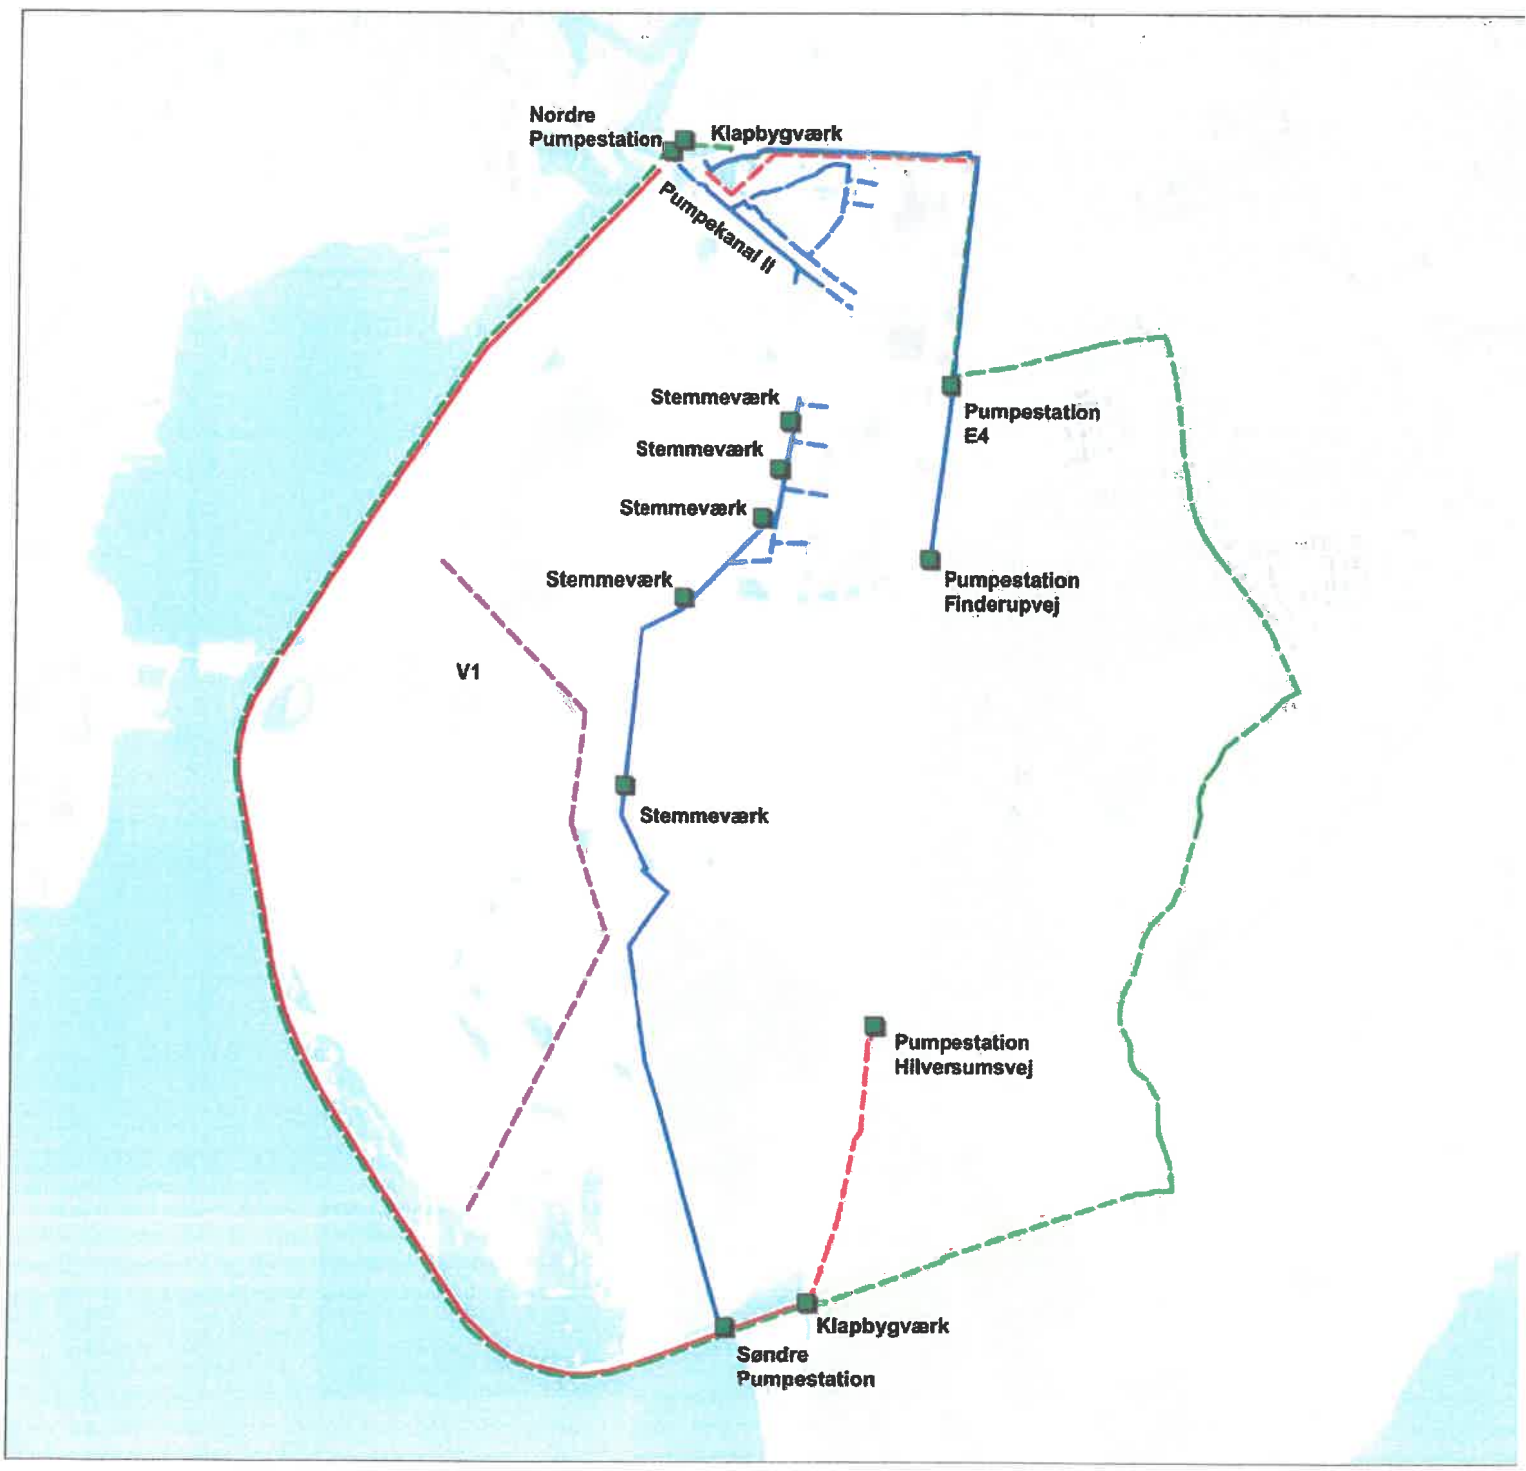 Nordre
Pumpestation
Klapbygværk
Pumpekanal II
Stemmeværk
Pumpestation
E4
Stemmeværk
Stemmeværk
Stemmeværk
Pumpestation
Finderupvej
V1
Stemmeværk
Pumpestation
Hilversumsvej
Klapbygværk
Søndre
Pumpestation